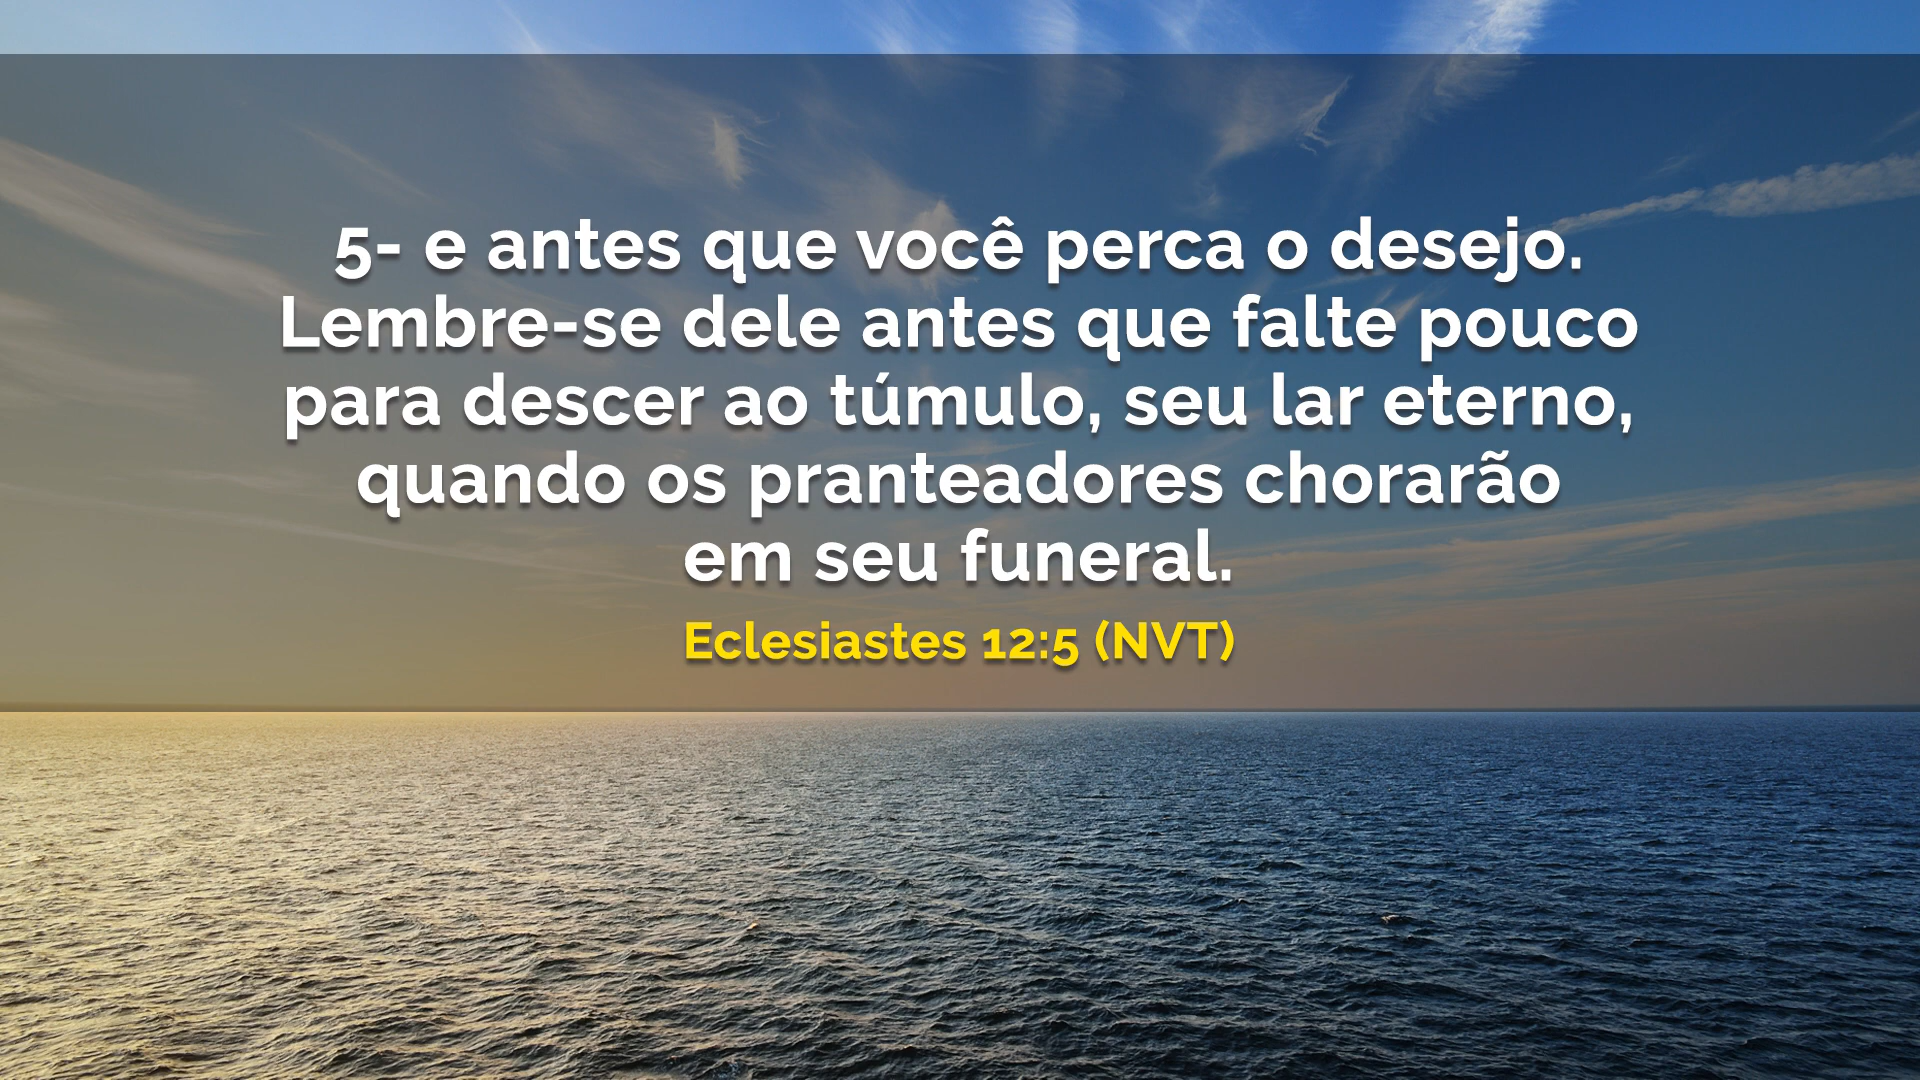 5- e antes que você perca o desejo.
Lembre-se dele antes que falte pouco
para descer ao túmulo, seu lar eterno,
quando os pranteadores chorarão
em seu funeral.
Eclesiastes 12:5 (NVT)